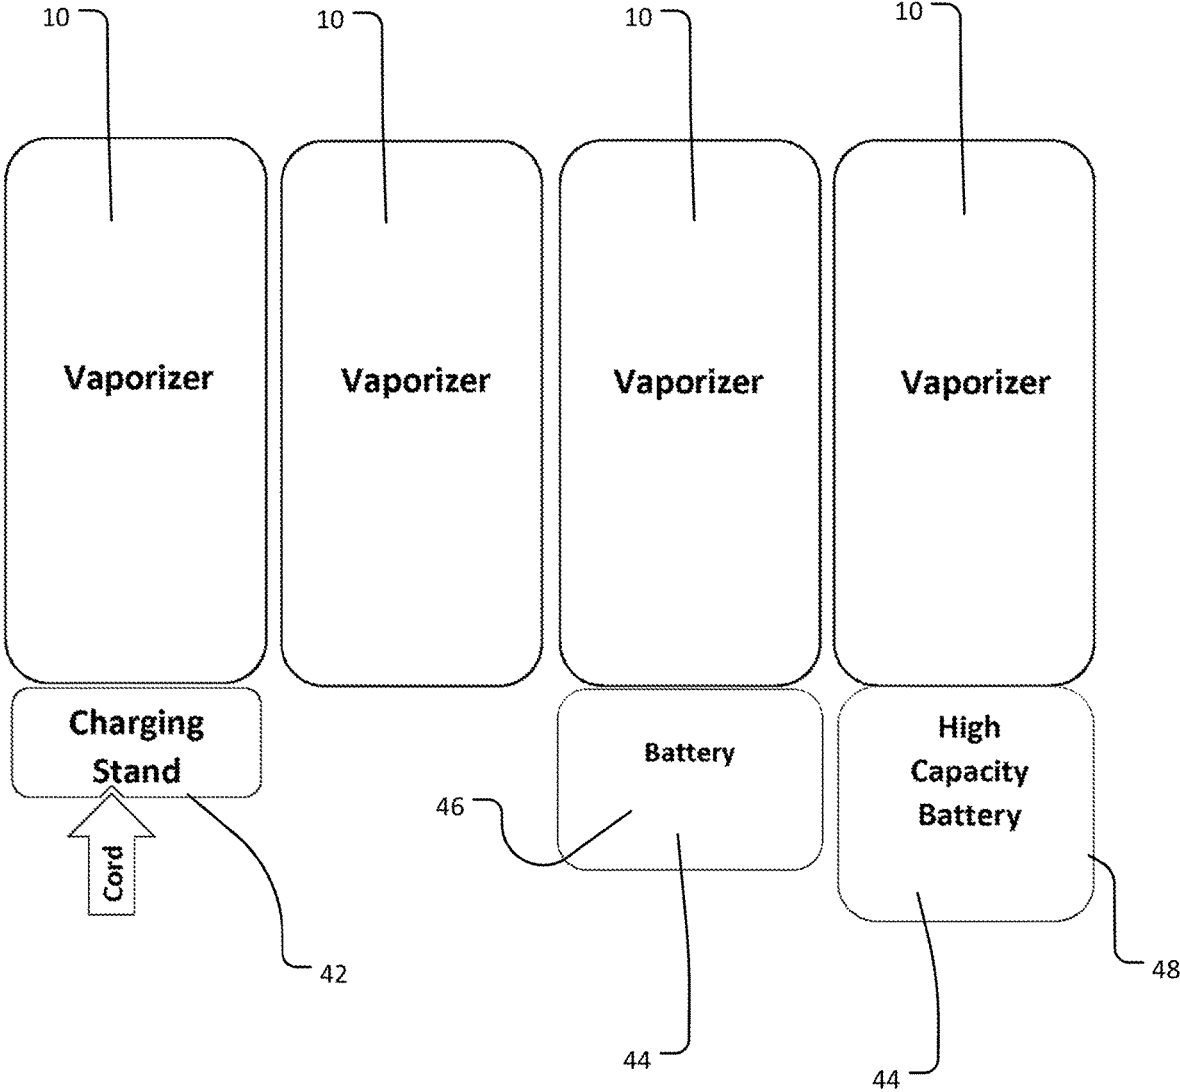 10
10
10
10
Vaporizer
Vaporizer
Vaporizer
Vaporizer
Charging
Stand
Cord
42
Battery
46
44
High
Capacity
Battery
48
44